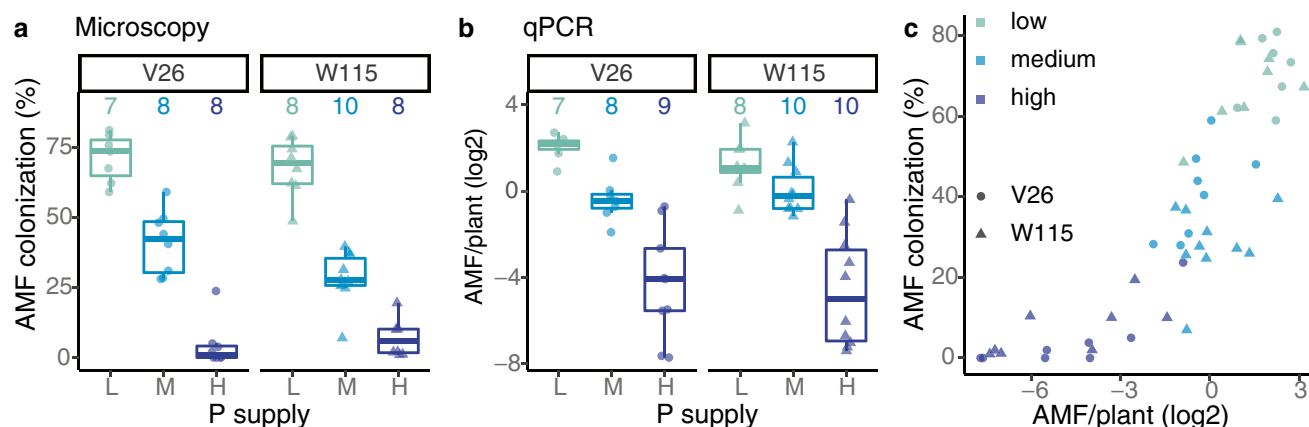 a Microscopy
V26 W115
7 8 8 8 10 8
AMF colonization (%)
75
50
25
0
L M H L M H
P supply
b qPCR
V26 W115
7 8 9 8 10 10
AMF/plant (log2)
4
0
−4
−8
L M H L M H
P supply
c
low
medium
high
V26
W115
AMF colonization (%)
80
60
40
20
0
−6 −3 0 3
AMF/plant (log2)